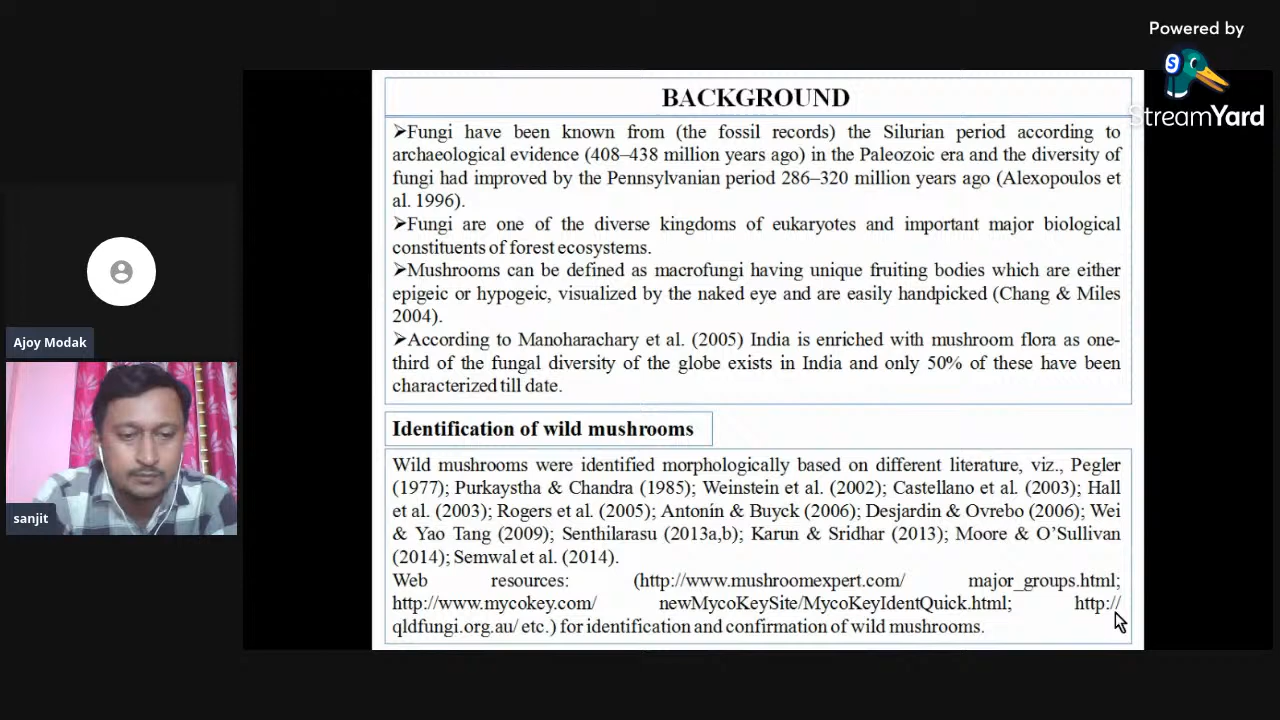 Powered by
StreamYard
BACKGROUND
➢Fungi have been known from (the fossil records) the Silurian period according to
archaeological evidence (408–438 million years ago) in the Paleozoic era and the diversity of
fungi had improved by the Pennsylvanian period 286–320 million years ago (Alexopoulos et
al. 1996).
➢Fungi are one of the diverse kingdoms of eukaryotes and important major biological
constituents of forest ecosystems.
➢Mushrooms can be defined as macrofungi having unique fruiting bodies which are either
epigeic or hypogeic, visualized by the naked eye and are easily handpicked (Chang & Miles
2004).
➢According to Manoharachary et al. (2005) India is enriched with mushroom flora as one-
third of the fungal diversity of the globe exists in India and only 50% of these have been
characterized till date.
Identification of wild mushrooms
Wild mushrooms were identified morphologically based on different literature, viz., Pegler
(1977); Purkaystha & Chandra (1985); Weinstein et al. (2002); Castellano et al. (2003); Hall
et al. (2003); Rogers et al. (2005); Antonín & Buyck (2006); Desjardin & Ovrebo (2006); Wei
& Yao Tang (2009); Senthilarasu (2013a,b); Karun & Sridhar (2013); Moore & O’Sullivan
(2014); Semwal et al. (2014).
Web resources: (http://www.mushroomexpert.com/ major_groups.html;
http://www.mycokey.com/ newMycoKeySite/MycoKeyIdentQuick.html; http://
qldfungi.org.au/ etc.) for identification and confirmation of wild mushrooms.
Ajoy Modak
sanjit